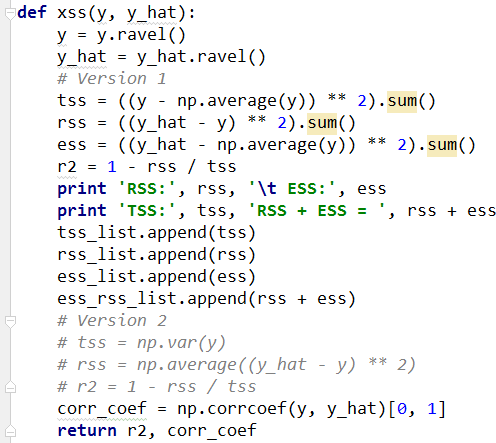 def xss(y, y_hat):
    y = y.ravel()
    y_hat = y_hat.ravel()
    # Version 1
    tss = ((y - np.average(y)) ** 2).sum()
    rss = ((y_hat - y) ** 2).sum()
    ess = ((y_hat - np.average(y)) ** 2).sum()
    r2 = 1 - rss / tss
    print 'RSS:', rss, '\t ESS:', ess
    print 'TSS:', tss, 'RSS + ESS = ', rss + ess
    tss_list.append(tss)
    rss_list.append(rss)
    ess_list.append(ess)
    ess_rss_list.append(rss + ess)
    # Version 2
    # tss = np.var(y)
    # rss = np.average((y_hat - y) ** 2)
    # r2 = 1 - rss / tss
    corr_coef = np.corrcoef(y, y_hat)[0, 1]
    return r2, corr_coef